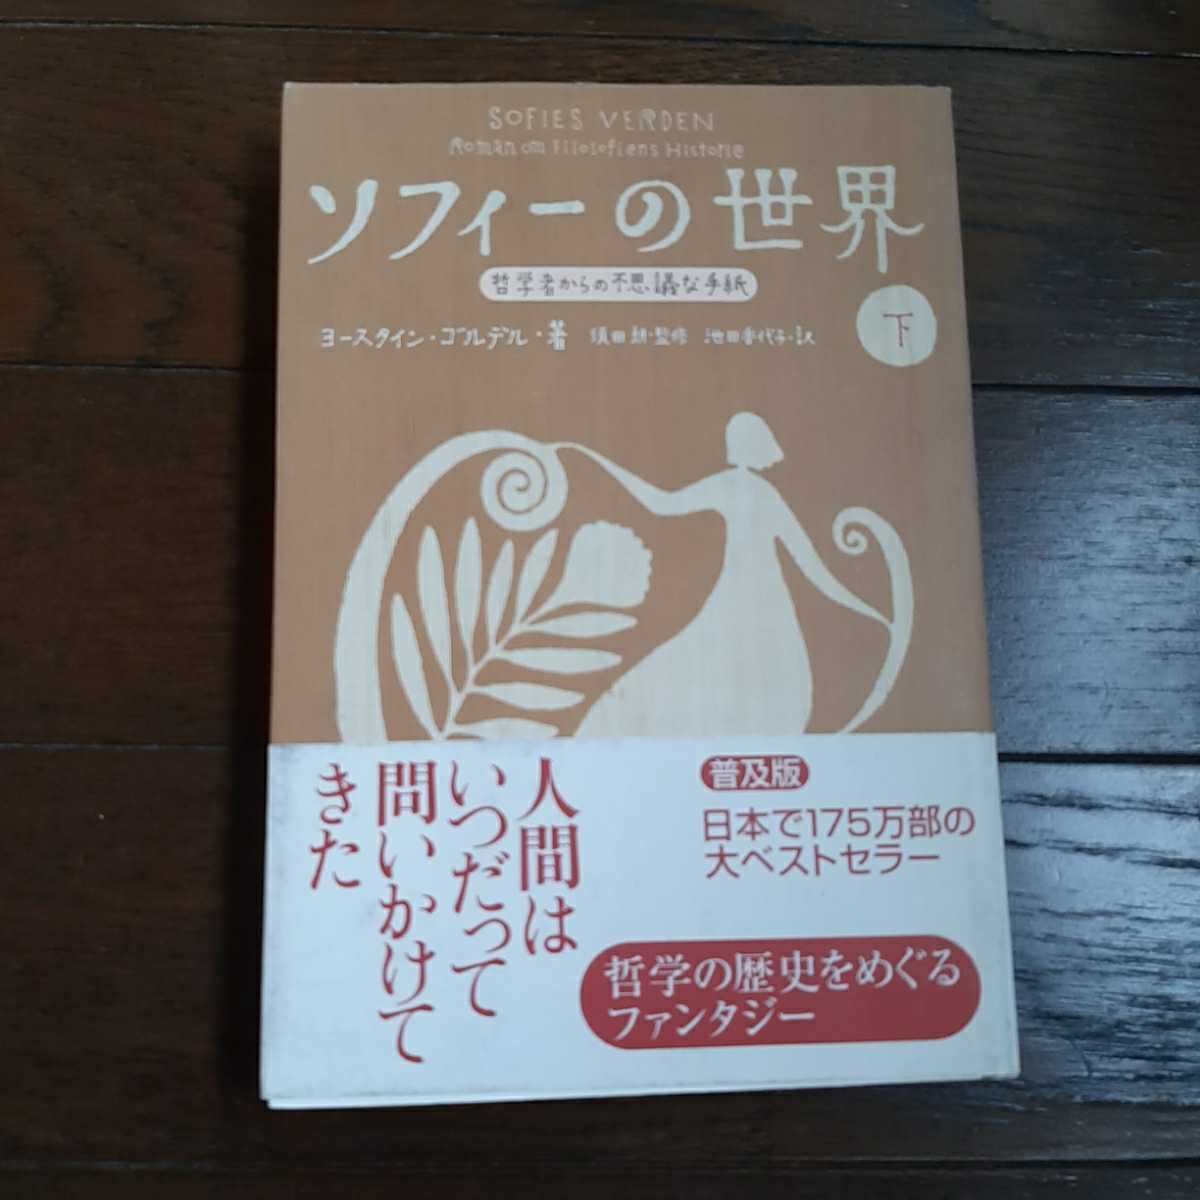 SOFIES VERDEN
Roman om Filosofiens Historie
ソフィーの世界
哲学者からの不思議な手紙
ヨースタイン・ゴルデル・著 須田朗・監修 池田香代子・訳
下
人間は
いつだって
問いかけて
きた
普及版
日本で175万部の
大ベストセラー
哲学の歴史をめぐる
ファンタジー